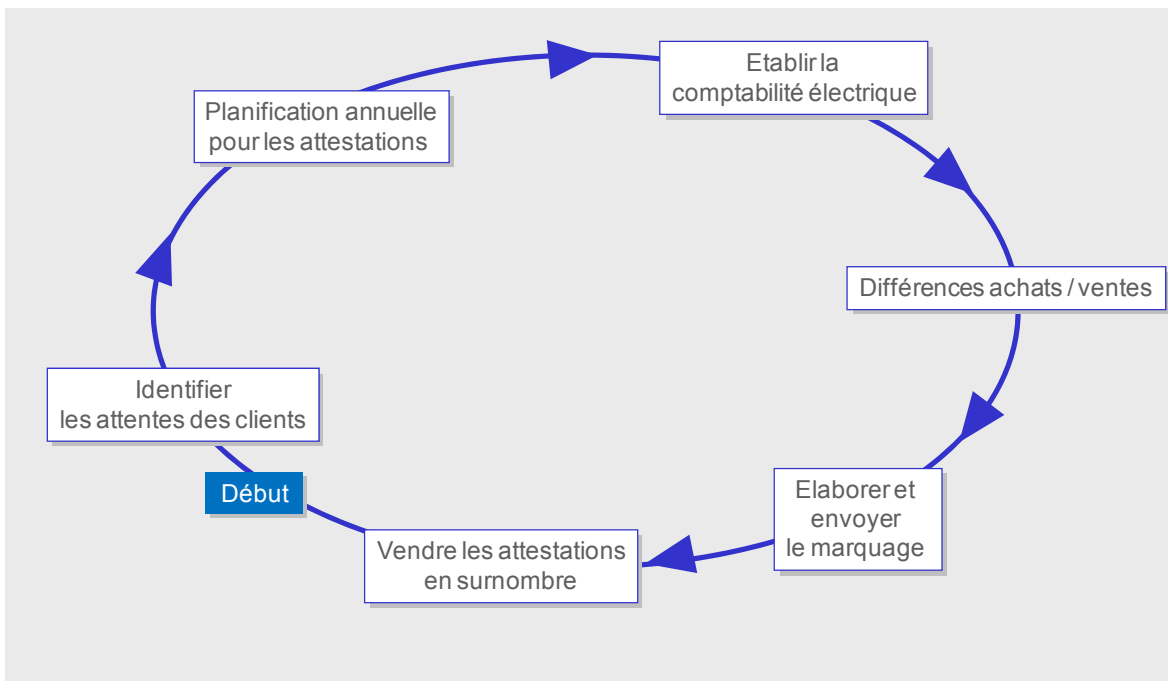 Etablir la
comptabilité électrique
Planification annuelle
pour les attestations
Différences achats / ventes
Identifier
les attentes des clients
Début
Elaborer et
envoyer
le marquage
Vendre les attestations
en surnombre